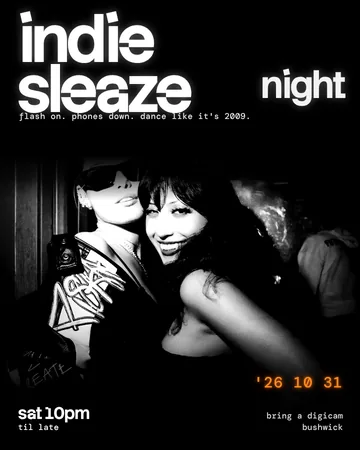 indie
sleaze
night
flash on. phones down. dance like it's 2009.
'26 10 31
sat 10pm
til late
bring a digicam
bushwick